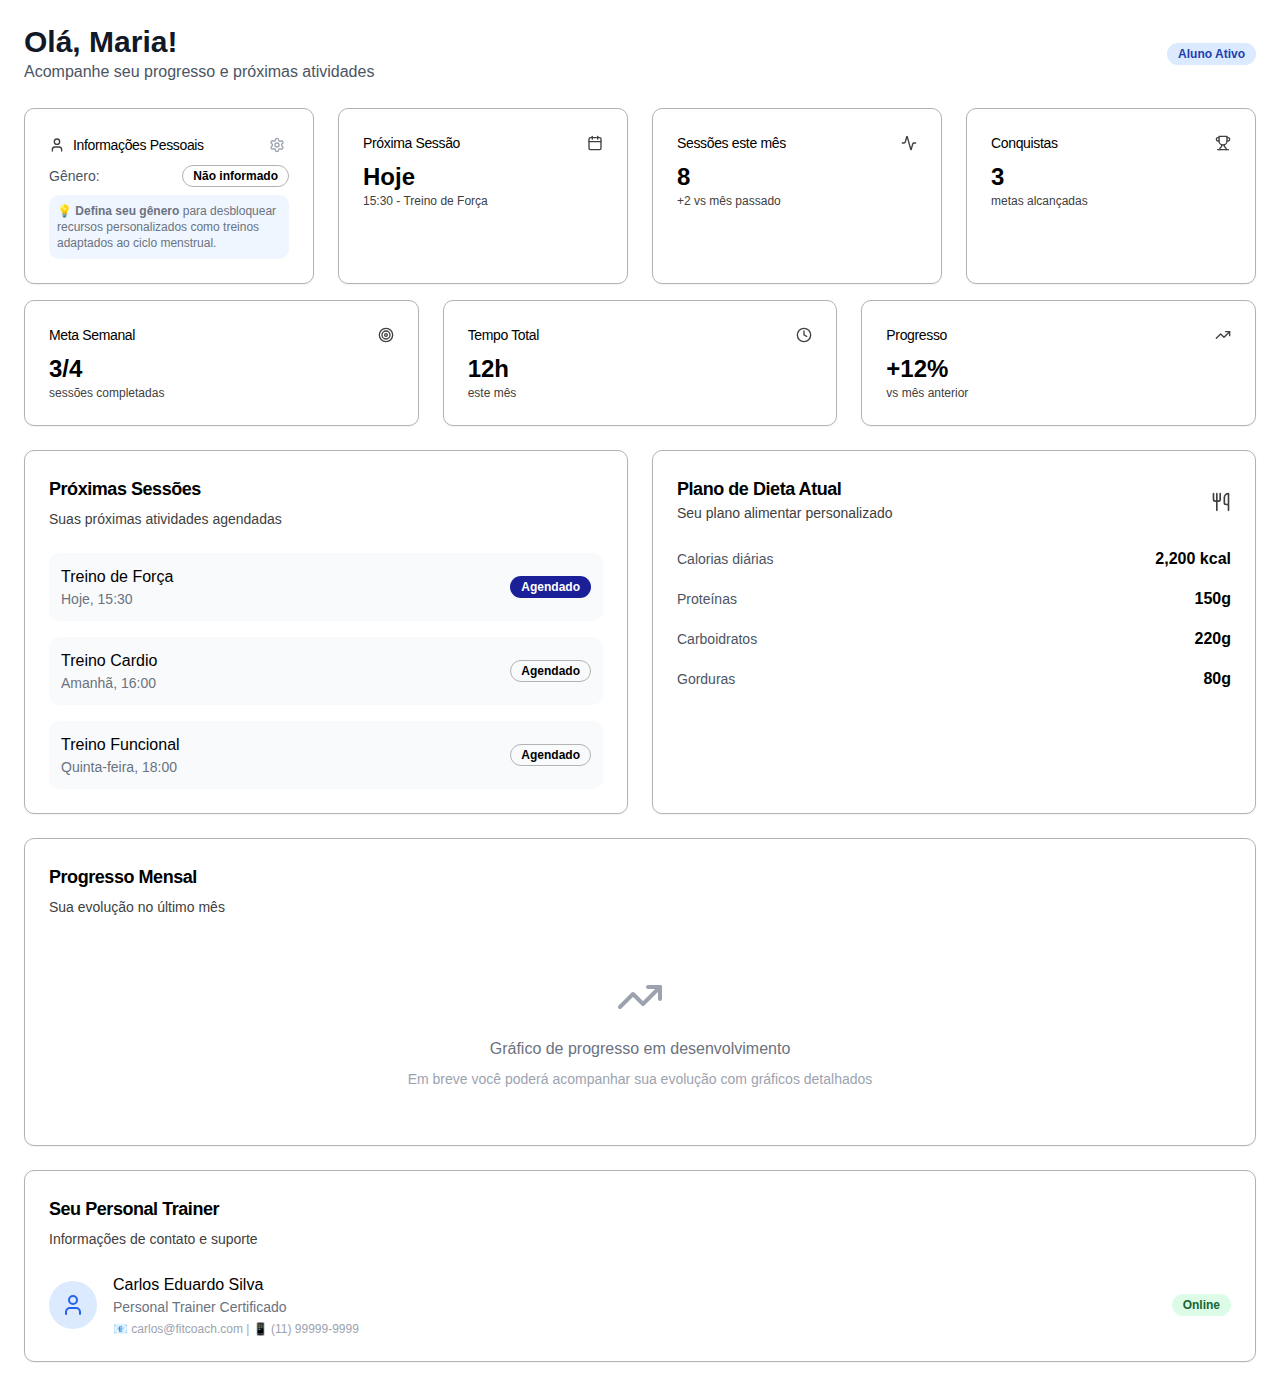 Olá, Maria!
Acompanhe seu progresso e próximas atividades
Aluno Ativo
Informações Pessoais
Gênero:
Não informado
💡 Defina seu gênero para desbloquear
recursos personalizados como treinos
adaptados ao ciclo menstrual.
Próxima Sessão
Hoje
15:30 - Treino de Força
Sessões este mês
8
+2 vs mês passado
Conquistas
3
metas alcançadas
Meta Semanal
3/4
sessões completadas
Tempo Total
12h
este mês
Progresso
+12%
vs mês anterior
Próximas Sessões
Suas próximas atividades agendadas
Treino de Força
Hoje, 15:30
Agendado
Treino Cardio
Amanhã, 16:00
Agendado
Treino Funcional
Quinta-feira, 18:00
Agendado
Plano de Dieta Atual
Seu plano alimentar personalizado
Calorias diárias
2,200 kcal
Proteínas
150g
Carboidratos
220g
Gorduras
80g
Progresso Mensal
Sua evolução no último mês
Gráfico de progresso em desenvolvimento
Em breve você poderá acompanhar sua evolução com gráficos detalhados
Seu Personal Trainer
Informações de contato e suporte
Carlos Eduardo Silva
Personal Trainer Certificado
📧 carlos@fitcoach.com | 📱 (11) 99999-9999
Online